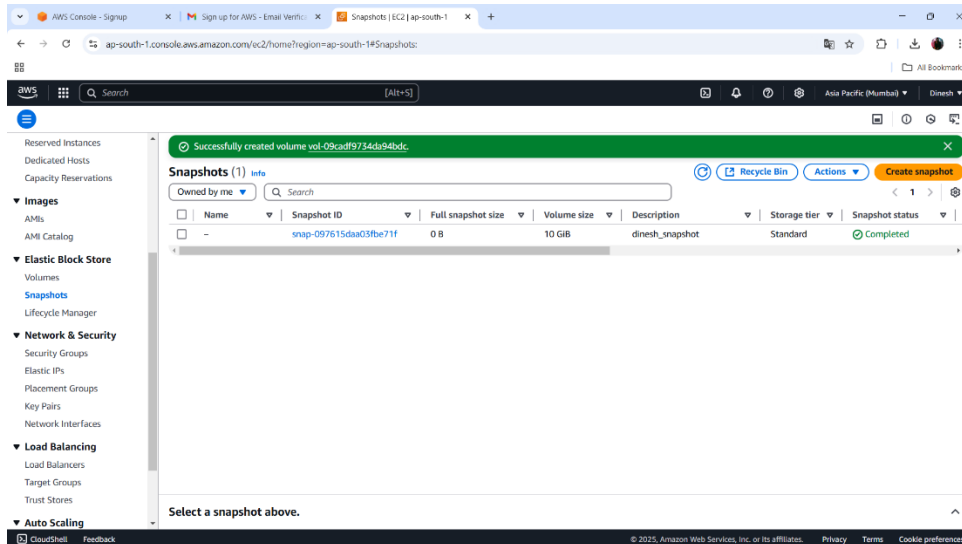 AWS Console - Signup
Sign up for AWS - Email Verific
Snapshots | EC2 | ap-south-1
ap-south-1.console.aws.amazon.com/ec2/home?region=ap-south-1#Snapshots:
All Bookmark
aws
Search
[Alt+S]
Asia Pacific (Mumbai)
Dinesh
Reserved Instances
Dedicated Hosts
Capacity Reservations
Images
AMIs
AMI Catalog
Elastic Block Store
Volumes
Snapshots
Lifecycle Manager
Network & Security
Security Groups
Elastic IPs
Placement Groups
Key Pairs
Network Interfaces
Load Balancing
Load Balancers
Target Groups
Trust Stores
Auto Scaling
Successfully created volume vol-09cadf9734da94bdc.
Snapshots (1) Info
Recycle Bin
Actions
Create snapshot
Owned by me
Search
1
Name Snapshot ID Full snapshot size Volume size Description Storage tier Snapshot status
– snap-097615daa03fbe71f 0 B 10 GiB dinesh_snapshot Standard Completed
Select a snapshot above.
CloudShell Feedback © 2025, Amazon Web Services, Inc. or its affiliates. Privacy Terms Cookie preferences